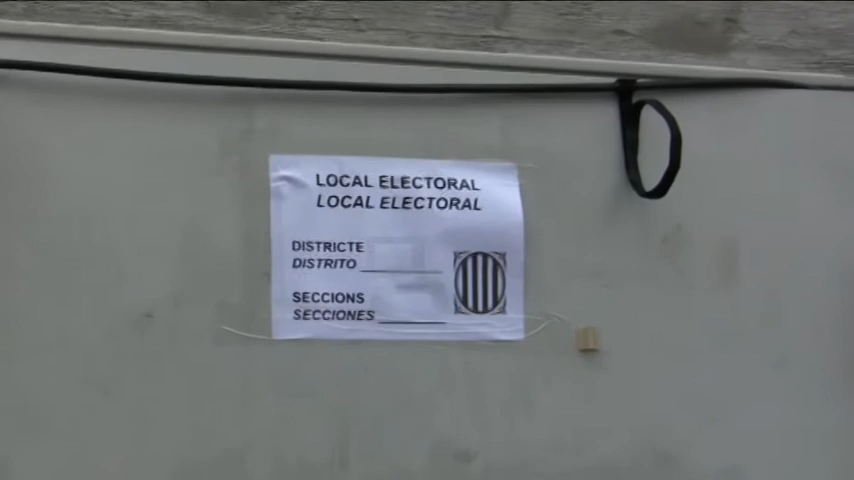 LOCAL ELECTORAL
LOCAL ELECTORAL
DISTRICTE
DISTRITO
SECCIONS
SECCIONES